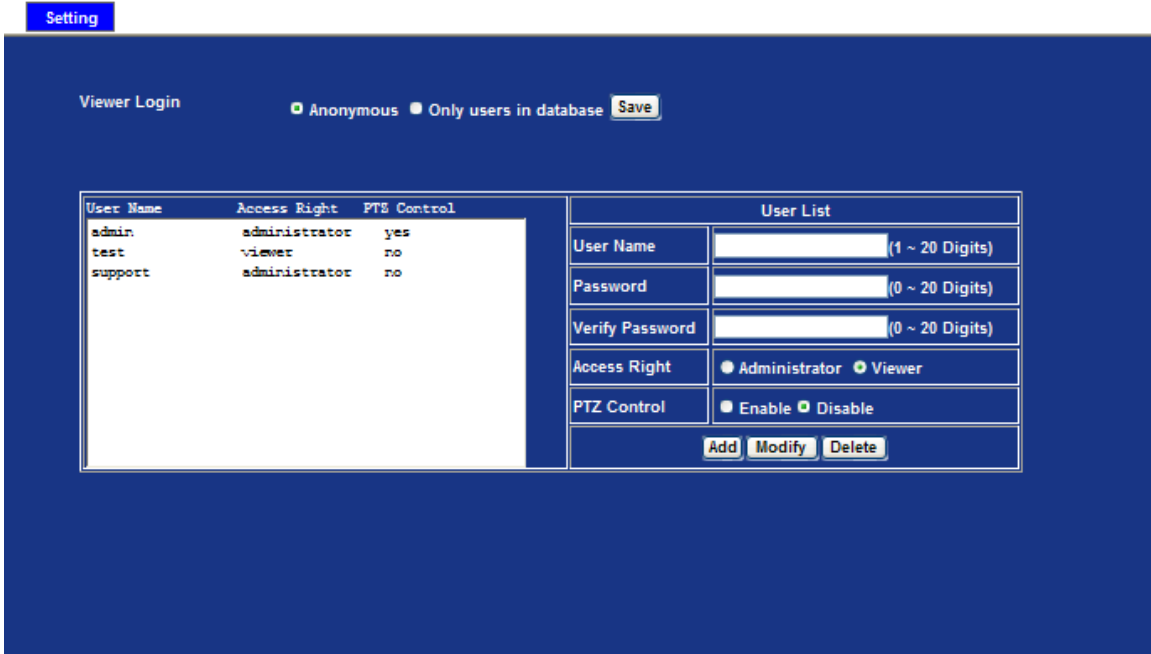 Setting
Viewer Login Anonymous Only users in database Save
User Name Access Right PTZ Control
admin administrator yes
test viewer no
support administrator no
User List
User Name (1 ~ 20 Digits)
Password (0 ~ 20 Digits)
Verify Password (0 ~ 20 Digits)
Access Right Administrator Viewer
PTZ Control Enable Disable
Add Modify Delete